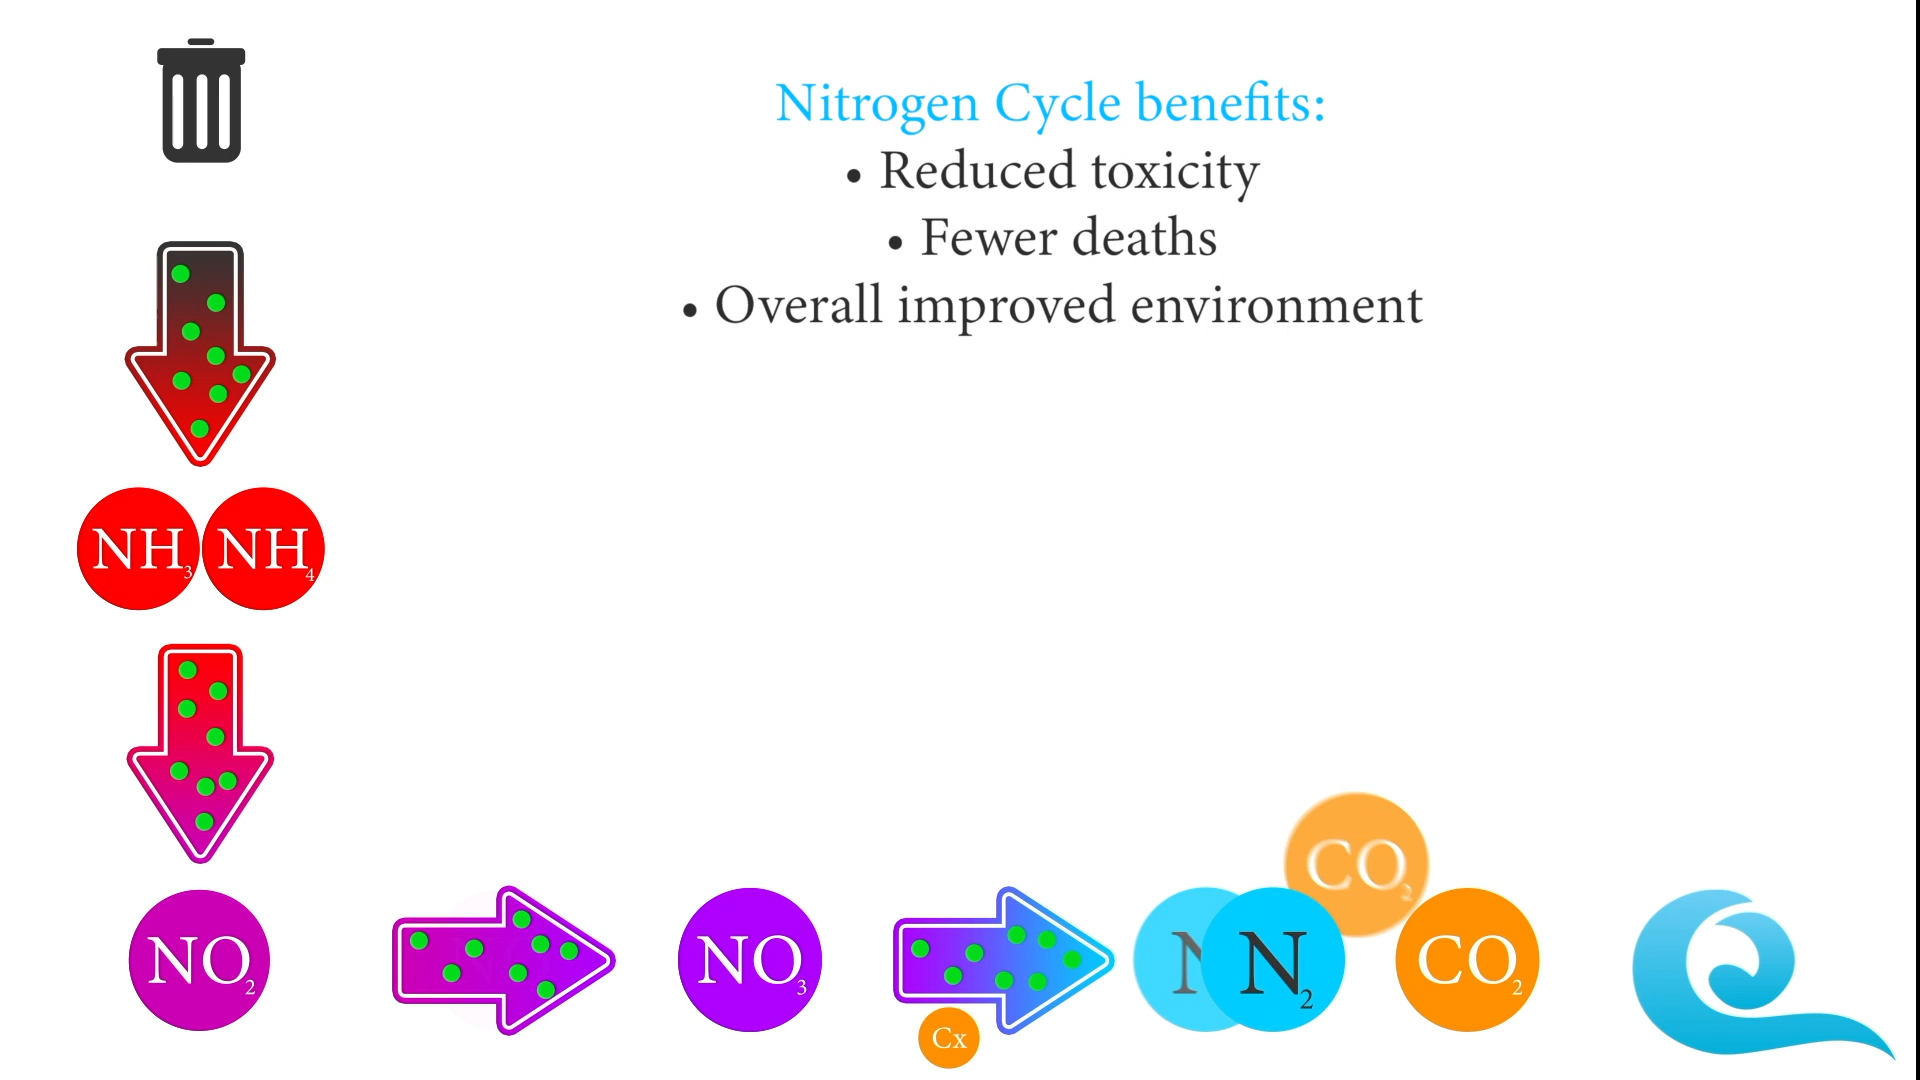 Nitrogen Cycle benefits:
• Reduced toxicity
• Fewer deaths
• Overall improved environment
NH₃ NH₄
CO₂
NO₂ NO₃ N N₂ CO₂
Cx